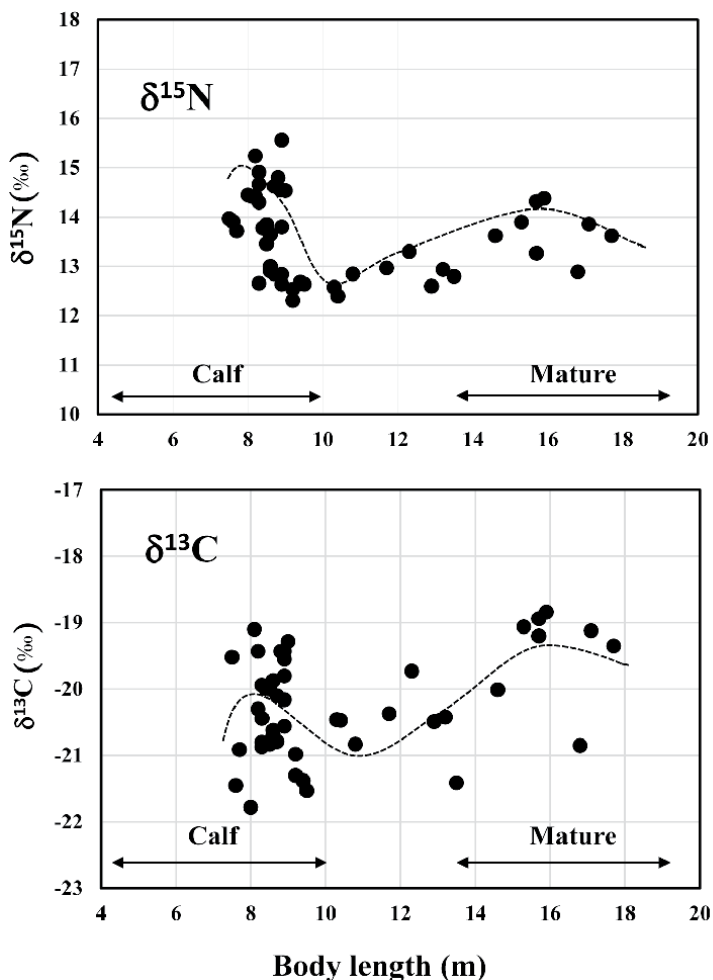 18
17
16
15
14
13
12
11
10
δ¹⁵N (‰)
δ¹⁵N
Calf
Mature
4 6 8 10 12 14 16 18 20
-17
-18
-19
-20
-21
-22
-23
δ¹³C (‰)
δ¹³C
Calf
Mature
4 6 8 10 12 14 16 18 20
Body length (m)